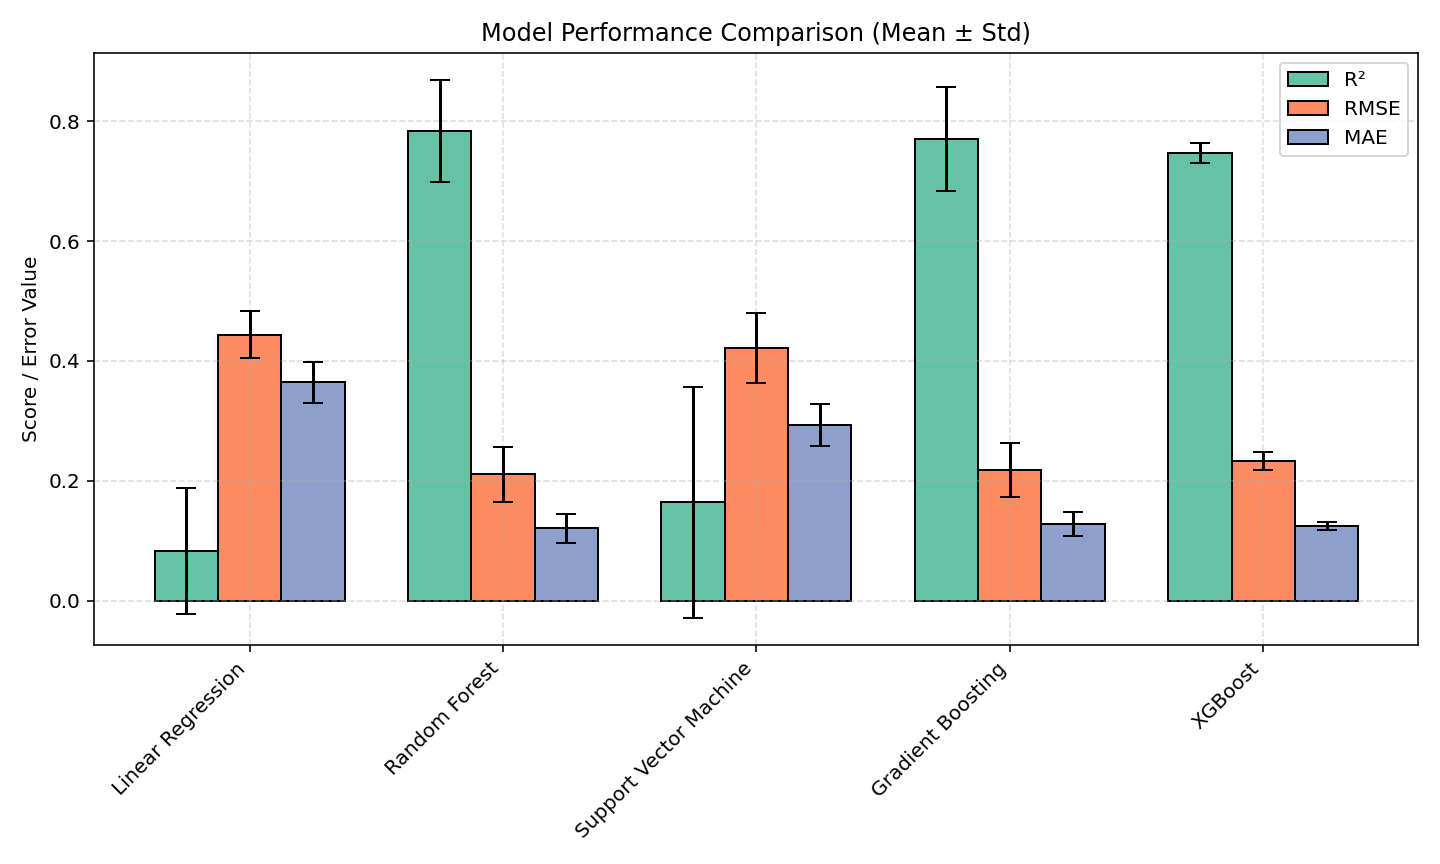 Model Performance Comparison (Mean ± Std)
R²
RMSE
MAE
Score / Error Value
0.8
0.6
0.4
0.2
0.0
Linear Regression
Random Forest
Support Vector Machine
Gradient Boosting
XGBoost